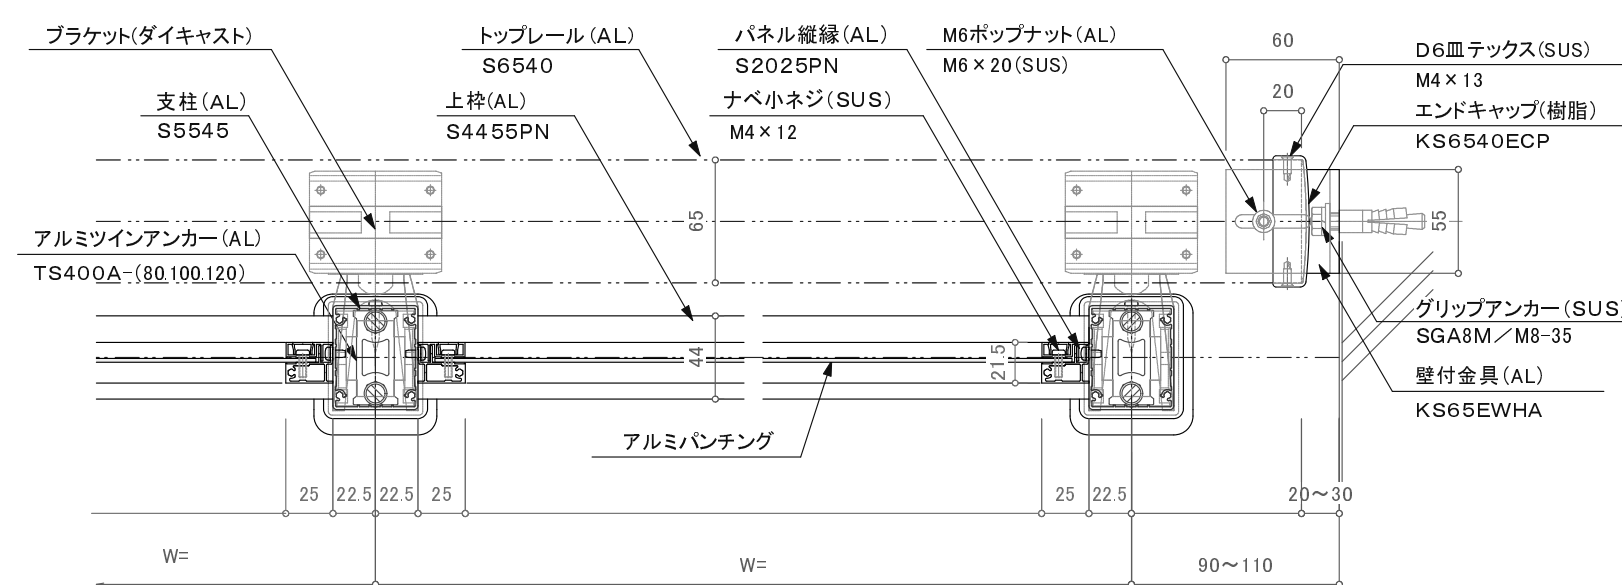 ブラケット(ダイキャスト)
トップレール(AL)
S6540
パネル縦縁(AL)
S2025PN
M6ポップナット(AL)
M6×20(SUS)
60
D6皿テックス(SUS)
M4×13
支柱(AL)
S5545
上枠(AL)
S4455PN
ナベ小ネジ(SUS)
M4×12
20
エンドキャップ(樹脂)
KS6540ECP
65
55
アルミツインアンカー(AL)
TS400A-(80.100.120)
グリップアンカー(SUS)
SGA8M/M8-35
44
21.5
壁付金具(AL)
KS65EWHA
アルミパンチング
25
22.5
22.5
25
25
22.5
20~30
W=
W=
90~110